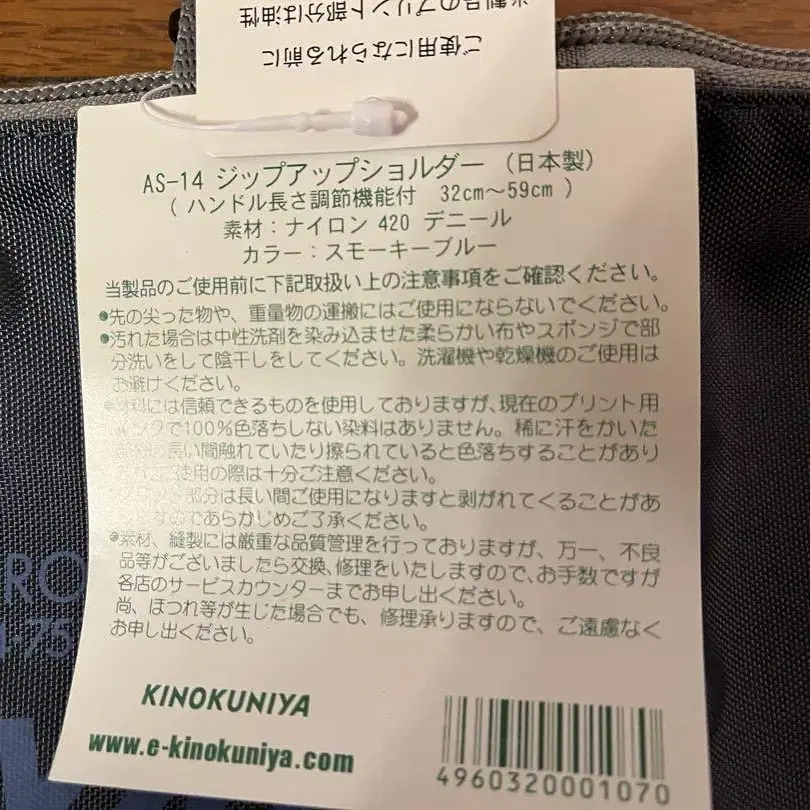 ご使用になられる前に
当製品のプリント部分は油性
AS-14 ジップアップショルダー (日本製)
( ハンドル長さ調節機能付 32cm〜59cm )
素材：ナイロン 420 デニール
カラー：スモーキーブルー
当製品のご使用前に下記取扱い上の注意事項をご確認ください。
●先の尖った物や、重量物の運搬にはご使用にならないでください。
●汚れた場合は中性洗剤を染み込ませた柔らかい布やスポンジで部
分洗いをして陰干しをしてください。洗濯機や乾燥機のご使用は
お避けください。
には信頼できるものを使用しておりますが、現在のプリント用
で100%色落ちしない染料はありません。稀に汗をかいた
長い間触れていたり擦られていると色落ちすることがあり
ご使用の際は十分ご注意ください。
部分は長い間ご使用になりますと剥がれてくることがあ
ますのであらかじめご了承ください。
●素材、縫製には厳重な品質管理を行っておりますが、万一、不良
品等がございましたら交換、修理をいたしますので、お手数ですが
各店のサービスカウンターまでお申し出ください。
尚、ほつれ等が生じた場合でも、修理承りますので、ご遠慮なく
お申し出ください。
KINOKUNIYA
www.e-kinokuniya.com
4960320001070
RO
75